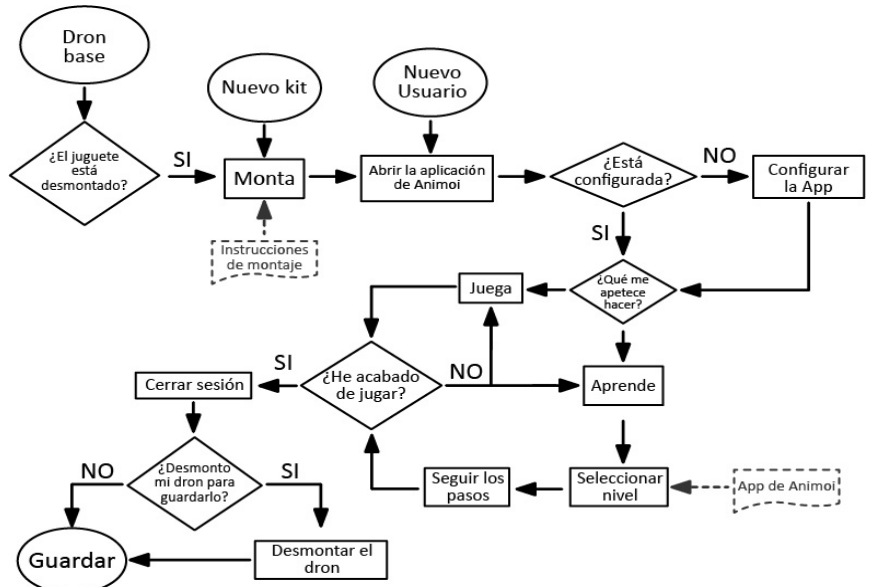 Dron
base
Nuevo kit
Nuevo
Usuario
¿El juguete
está
desmontado?
SI
Monta
Abrir la aplicación
de Animoi
¿Está
configurada?
NO
Configurar
la App
Instrucciones
de montaje
SI
Juega
¿Qué me
apetece
hacer?
SI
Cerrar sesión
¿He acabado
de jugar?
NO
Aprende
NO
¿Desmonto
mi dron para
guardarlo?
SI
Seguir los
pasos
Seleccionar
nivel
App de Animoi
Guardar
Desmontar el
dron